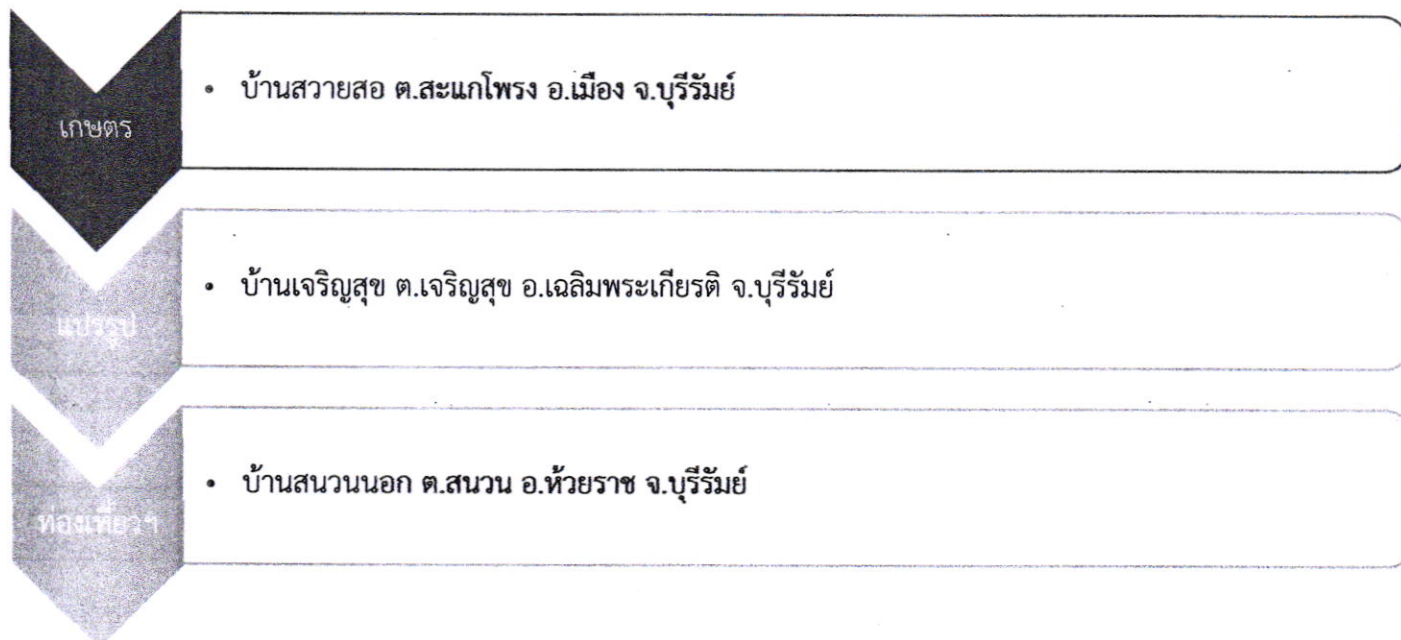 เกษตร
• บ้านสวายสอ ต.สะแกโพรง อ.เมือง จ.บุรีรัมย์
แปรรูป
• บ้านเจริญสุข ต.เจริญสุข อ.เฉลิมพระเกียรติ จ.บุรีรัมย์
ท่องเที่ยวฯ
• บ้านสนวนนอก ต.สนวน อ.ห้วยราช จ.บุรีรัมย์